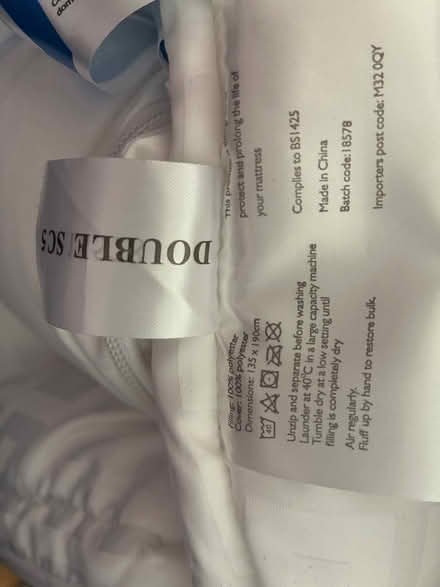 dom
DOUBLE SC5
protect and prolong the life of
your mattress
Complies to BS1425
Made In China
Batch code:18578
Importers post code: M32 0QY
Filling: 100% polyester
Cover: 100% polyester
Dimensions: 135 x 190cm
40
Unzip and separate before washing
Launder at 40°C in a large capacity machine
Tumble dry at a low setting until
filling is completely dry
Air regularly.
Fluff up by hand to restore bulk.